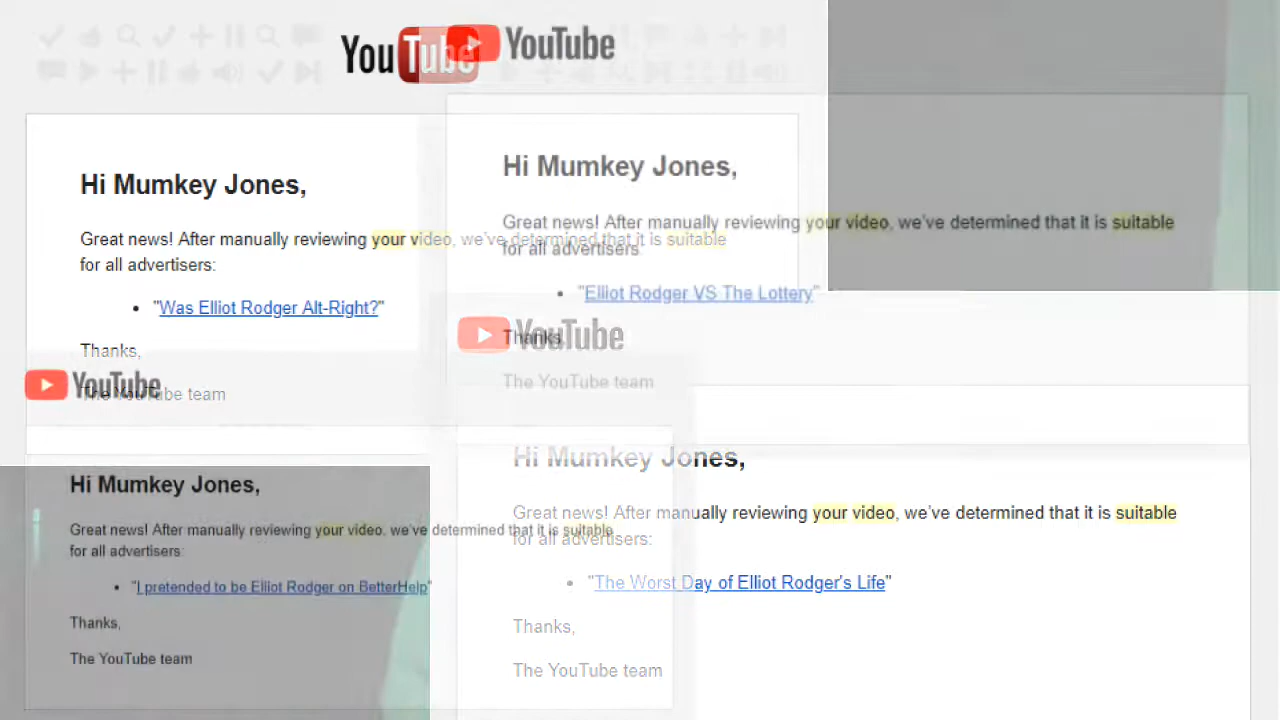 YouTube
YouTube
Hi Mumkey Jones,
Great news! After manually reviewing your video, we've determined that it is suitable
for all advertisers:
"Was Elliot Rodger Alt-Right?"
Thanks,
The YouTube team
Hi Mumkey Jones,
Great news! After manually reviewing your video, we've determined that it is suitable
for all advertisers:
"Elliot Rodger VS The Lottery"
Thanks,
The YouTube team
YouTube
Hi Mumkey Jones,
Great news! After manually reviewing your video, we've determined that it is suitable
for all advertisers:
"I pretended to be Elliot Rodger on BetterHelp"
Thanks,
The YouTube team
YouTube
Hi Mumkey Jones,
Great news! After manually reviewing your video, we've determined that it is suitable
for all advertisers:
"The Worst Day of Elliot Rodger's Life"
Thanks,
The YouTube team